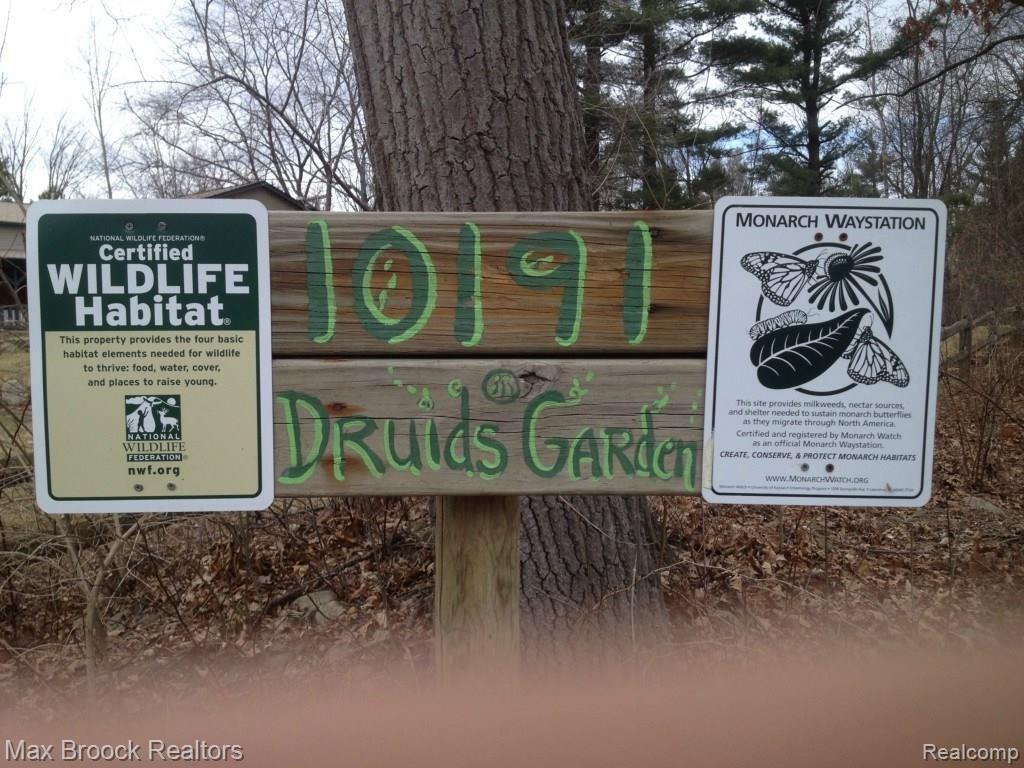 NATIONAL WILDLIFE FEDERATION®
Certified
WILDLIFE
Habitat®
This property provides the four basic
habitat elements needed for wildlife
to thrive: food, water, cover,
and places to raise young.
NATIONAL
WILDLIFE
FEDERATION®
nwf.org
10191
DRuids GaRden
MONARCH WAYSTATION
This site provides milkweeds, nectar sources,
and shelter needed to sustain monarch butterflies
as they migrate through North America.
Certified and registered by Monarch Watch
as an official Monarch Waystation.
CREATE, CONSERVE, & PROTECT MONARCH HABITATS
WWW.MONARCHWATCH.ORG
Max Broock Realtors
Realcomp